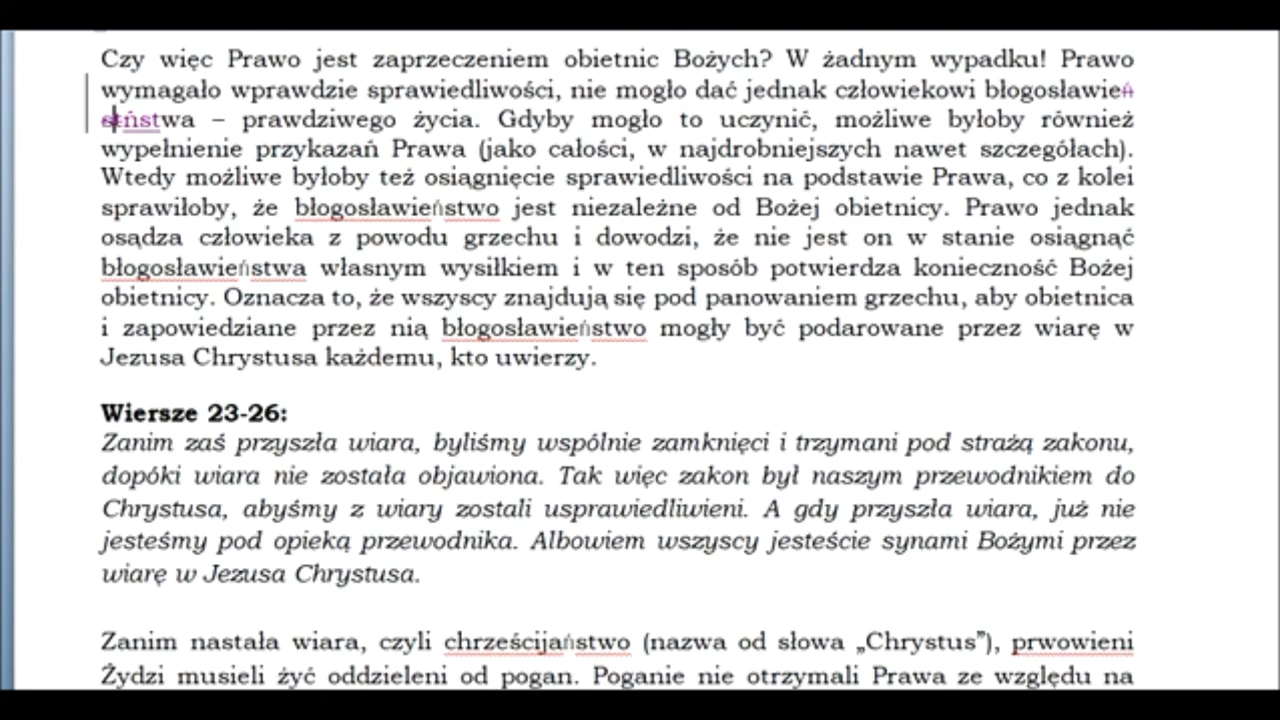 Czy więc Prawo jest zaprzeczeniem obietnic Bożych? W żadnym wypadku! Prawo
wymagało wprawdzie sprawiedliwości, nie mogło dać jednak człowiekowi błogosławień
stństwa – prawdziwego życia. Gdyby mogło to uczynić, możliwe byłoby również
wypełnienie przykazań Prawa (jako całości, w najdrobniejszych nawet szczegółach).
Wtedy możliwe byłoby też osiągnięcie sprawiedliwości na podstawie Prawa, co z kolei
sprawiłoby, że błogosławieństwo jest niezależne od Bożej obietnicy. Prawo jednak
osądza człowieka z powodu grzechu i dowodzi, że nie jest on w stanie osiągnąć
błogosławieństwa własnym wysiłkiem i w ten sposób potwierdza konieczność Bożej
obietnicy. Oznacza to, że wszyscy znajdują się pod panowaniem grzechu, aby obietnica
i zapowiedziane przez nią błogosławieństwo mogły być podarowane przez wiarę w
Jezusa Chrystusa każdemu, kto uwierzy.
Wiersze 23-26:
Zanim zaś przyszła wiara, byliśmy wspólnie zamknięci i trzymani pod strażą zakonu,
dopóki wiara nie została objawiona. Tak więc zakon był naszym przewodnikiem do
Chrystusa, abyśmy z wiary zostali usprawiedliwieni. A gdy przyszła wiara, już nie
jesteśmy pod opieką przewodnika. Albowiem wszyscy jesteście synami Bożymi przez
wiarę w Jezusa Chrystusa.
Zanim nastała wiara, czyli chrześcijaństwo (nazwa od słowa „Chrystus”), prwowieni
Żydzi musieli żyć oddzieleni od pogan. Poganie nie otrzymali Prawa ze względu na